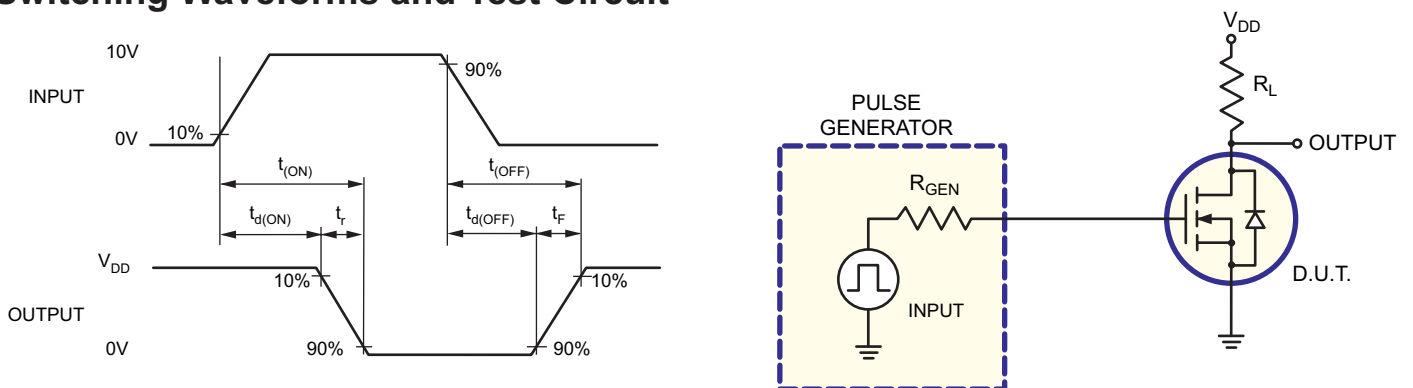 Switching Waveforms and Test Circuit
10V
INPUT
0V
10%
90%
t(ON)
t(OFF)
td(ON)
tr
td(OFF)
tF
VDD
OUTPUT
0V
10%
90%
10%
90%
PULSE
GENERATOR
RGEN
INPUT
VDD
RL
OUTPUT
D.U.T.